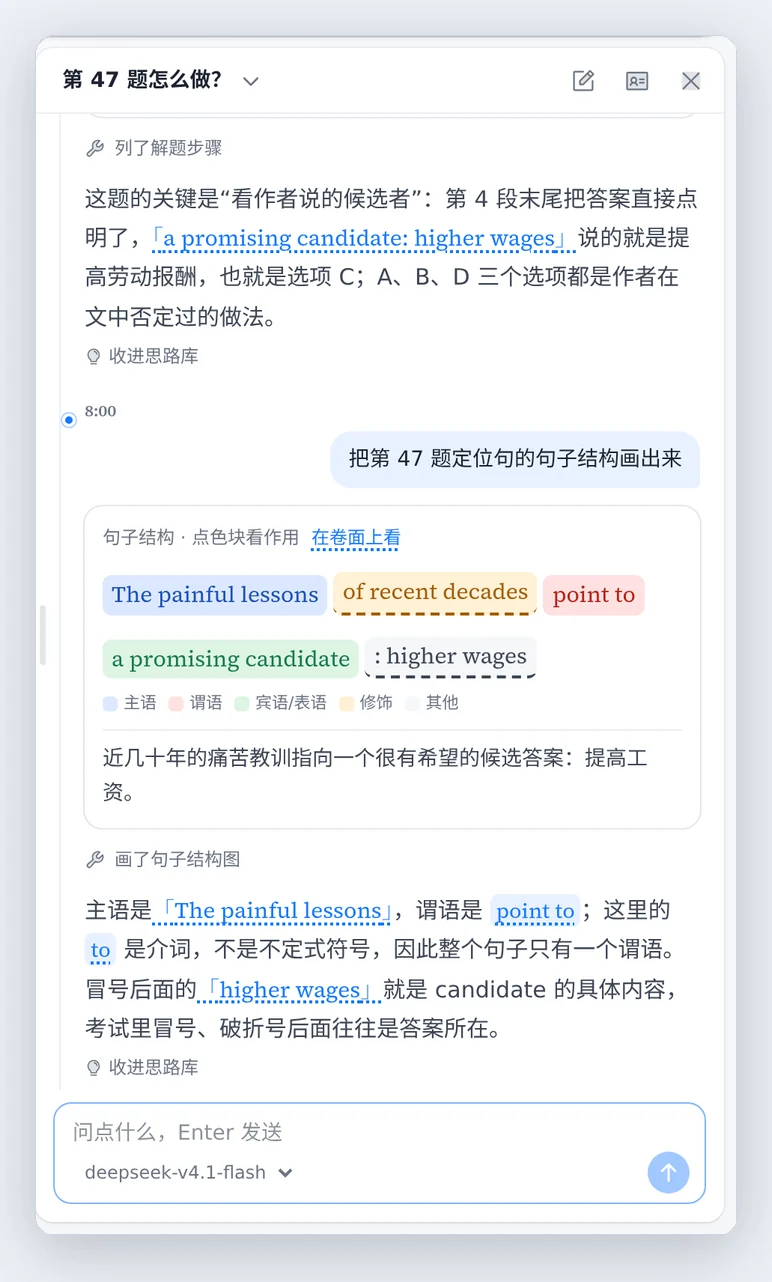 第 47 题怎么做？
列了解题步骤
这题的关键是“看作者说的候选者”：第 4 段末尾把答案直接点
明了，「a promising candidate: higher wages」说的就是提
高劳动报酬，也就是选项 C；A、B、D 三个选项都是作者在
文中否定过的做法。
收进思路库
8:00
把第 47 题定位句的句子结构画出来
句子结构 · 点色块看作用 在卷面上看
The painful lessons of recent decades point to
a promising candidate : higher wages
主语 谓语 宾语/表语 修饰 其他
近几十年的痛苦教训指向一个很有希望的候选答案：提高工
资。
画了句子结构图
主语是「The painful lessons」，谓语是 point to；这里的
to 是介词，不是不定式符号，因此整个句子只有一个谓语。
冒号后面的「higher wages」就是 candidate 的具体内容，
考试里冒号、破折号后面往往是答案所在。
收进思路库
问点什么，Enter 发送
deepseek-v4.1-flash